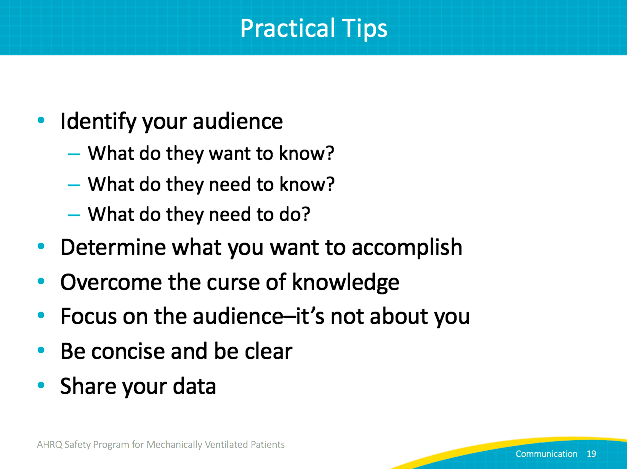 Practical Tips
• Identify your audience
– What do they want to know?
– What do they need to know?
– What do they need to do?
• Determine what you want to accomplish
• Overcome the curse of knowledge
• Focus on the audience–it’s not about you
• Be concise and be clear
• Share your data
AHRQ Safety Program for Mechanically Ventilated Patients
Communication 19